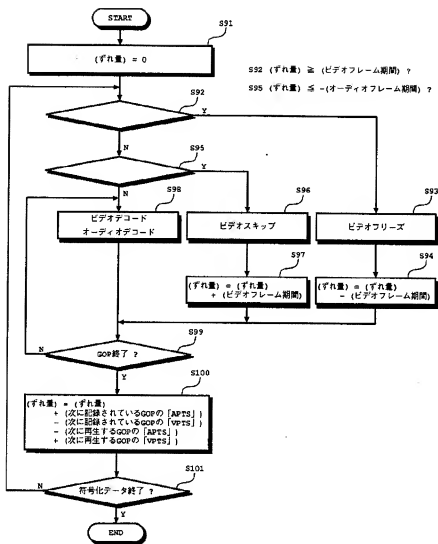 START
S91
(ずれ量) = 0
S92 (ずれ量) ≧ (ビデオフレーム期間) ?
S95 (ずれ量) ≦ -(オーディオフレーム期間) ?
S92
Y
N
S95
Y
N
S98
ビデオデコード
オーディオデコード
S96
ビデオスキップ
S93
ビデオフリーズ
S97
(ずれ量) = (ずれ量)
+ (ビデオフレーム期間)
S94
(ずれ量) = (ずれ量)
- (ビデオフレーム期間)
S99
GOP終了 ?
N
Y
S100
(ずれ量) = (ずれ量)
+ (次に記録されているGOPの「APTS」)
- (次に記録されているGOPの「VPTS」)
- (次に再生するGOPの「APTS」)
+ (次に再生するGOPの「VPTS」)
S101
符号化データ終了 ?
N
Y
END